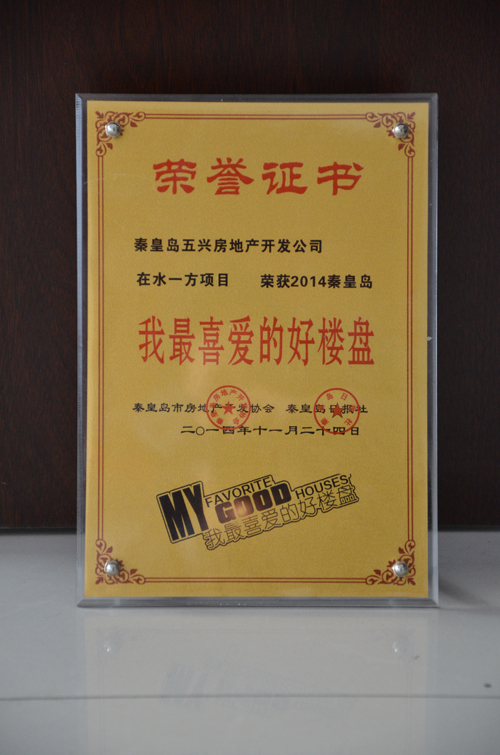 荣誉证书
秦皇岛五兴房地产开发公司
在水一方项目 荣获2014秦皇岛
我最喜爱的好楼盘
秦皇岛市房地产开发协会 秦皇岛日报社
二〇一四年十一月二十四日
MY FAVORITE GOOD HOUSES
我最喜爱的好楼盘